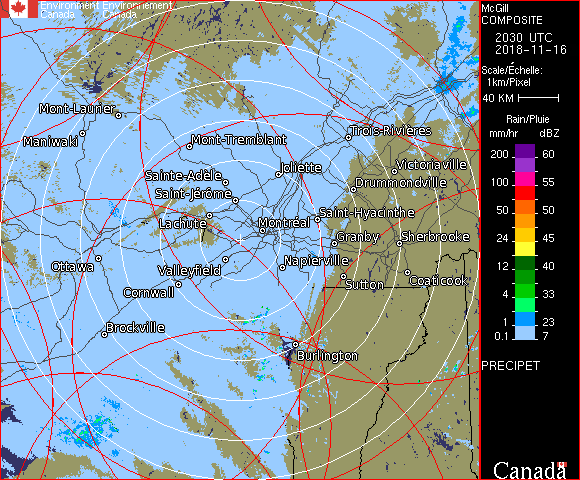 Environment Environnement
Canada Canada
McGill
COMPOSITE
2030 UTC
2018-11-16
Scale/Échelle:
1km/Pixel
40 KM
Rain/Pluie
mm/hr dBZ
200 60
100 55
50 50
24 45
12 40
4 33
1 23
0.1 7
PRECIPET
Canada
Mont-Laurier
Maniwaki
Mont-Tremblant
Trois-Rivières
Sainte-Adèle
Joliette
Victoriaville
Saint-Jérôme
Drummondville
Lachute
Montréal
Saint-Hyacinthe
Granby
Sherbrooke
Ottawa
Valleyfield
Napierville
Cornwall
Sutton
Coaticook
Brockville
Burlington